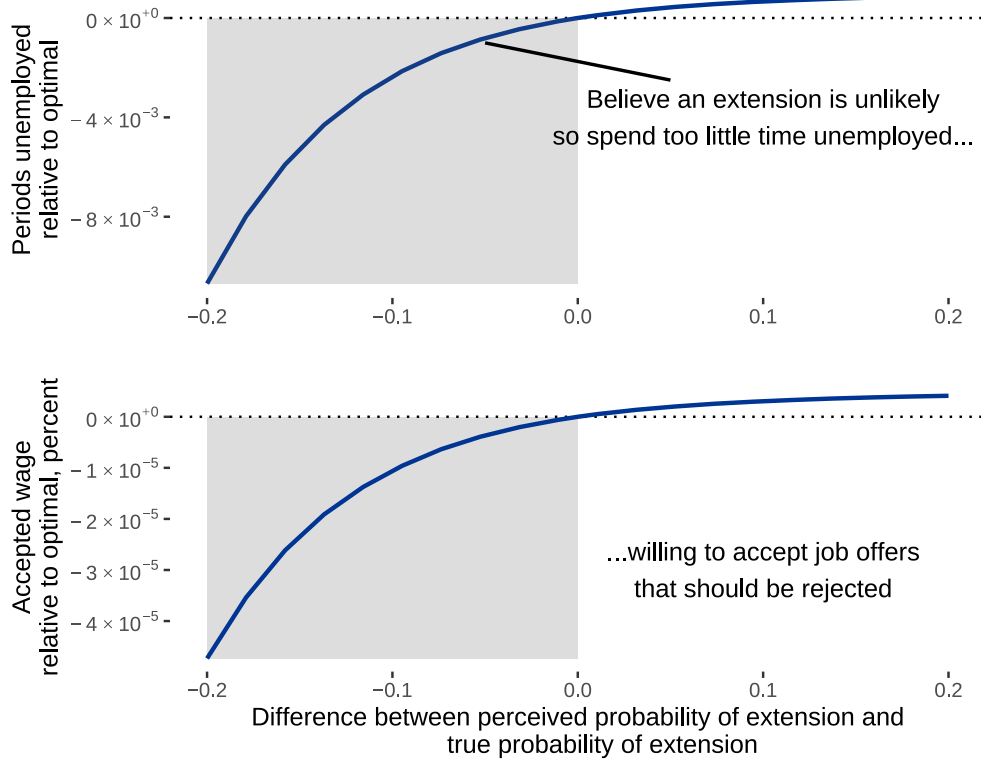 Periods unemployed
relative to optimal
0 × 10⁺⁰
− 4 × 10⁻³
− 8 × 10⁻³
Believe an extension is unlikely
so spend too little time unemployed...
−0.2 −0.1 0.0 0.1 0.2
Accepted wage
relative to optimal, percent
0 × 10⁺⁰
− 1 × 10⁻⁵
− 2 × 10⁻⁵
− 3 × 10⁻⁵
− 4 × 10⁻⁵
...willing to accept job offers
that should be rejected
−0.2 −0.1 0.0 0.1 0.2
Difference between perceived probability of extension and
true probability of extension